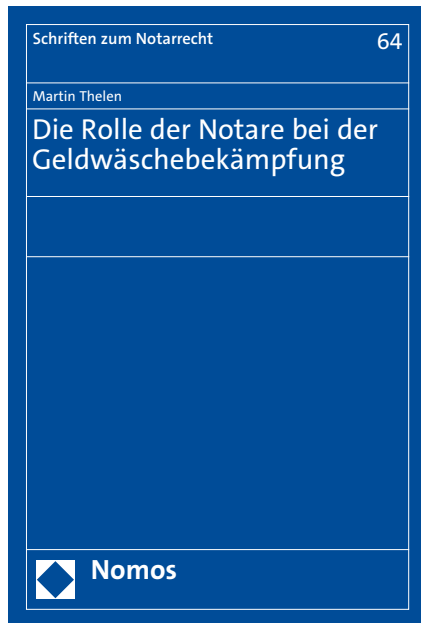 Schriften zum Notarrecht 64
Martin Thelen
Die Rolle der Notare bei der
Geldwäschebekämpfung
Nomos